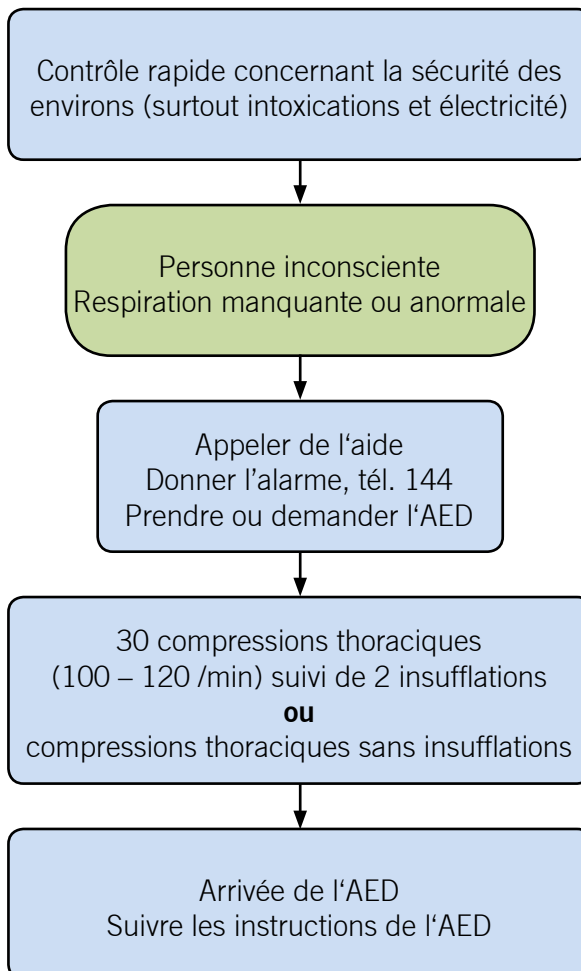 Contrôle rapide concernant la sécurité des
environs (surtout intoxications et électricité)
Personne inconsciente
Respiration manquante ou anormale
Appeler de l‘aide
Donner l’alarme, tél. 144
Prendre ou demander l‘AED
30 compressions thoraciques
(100 – 120 /min) suivi de 2 insufflations
ou
compressions thoraciques sans insufflations
Arrivée de l‘AED
Suivre les instructions de l‘AED